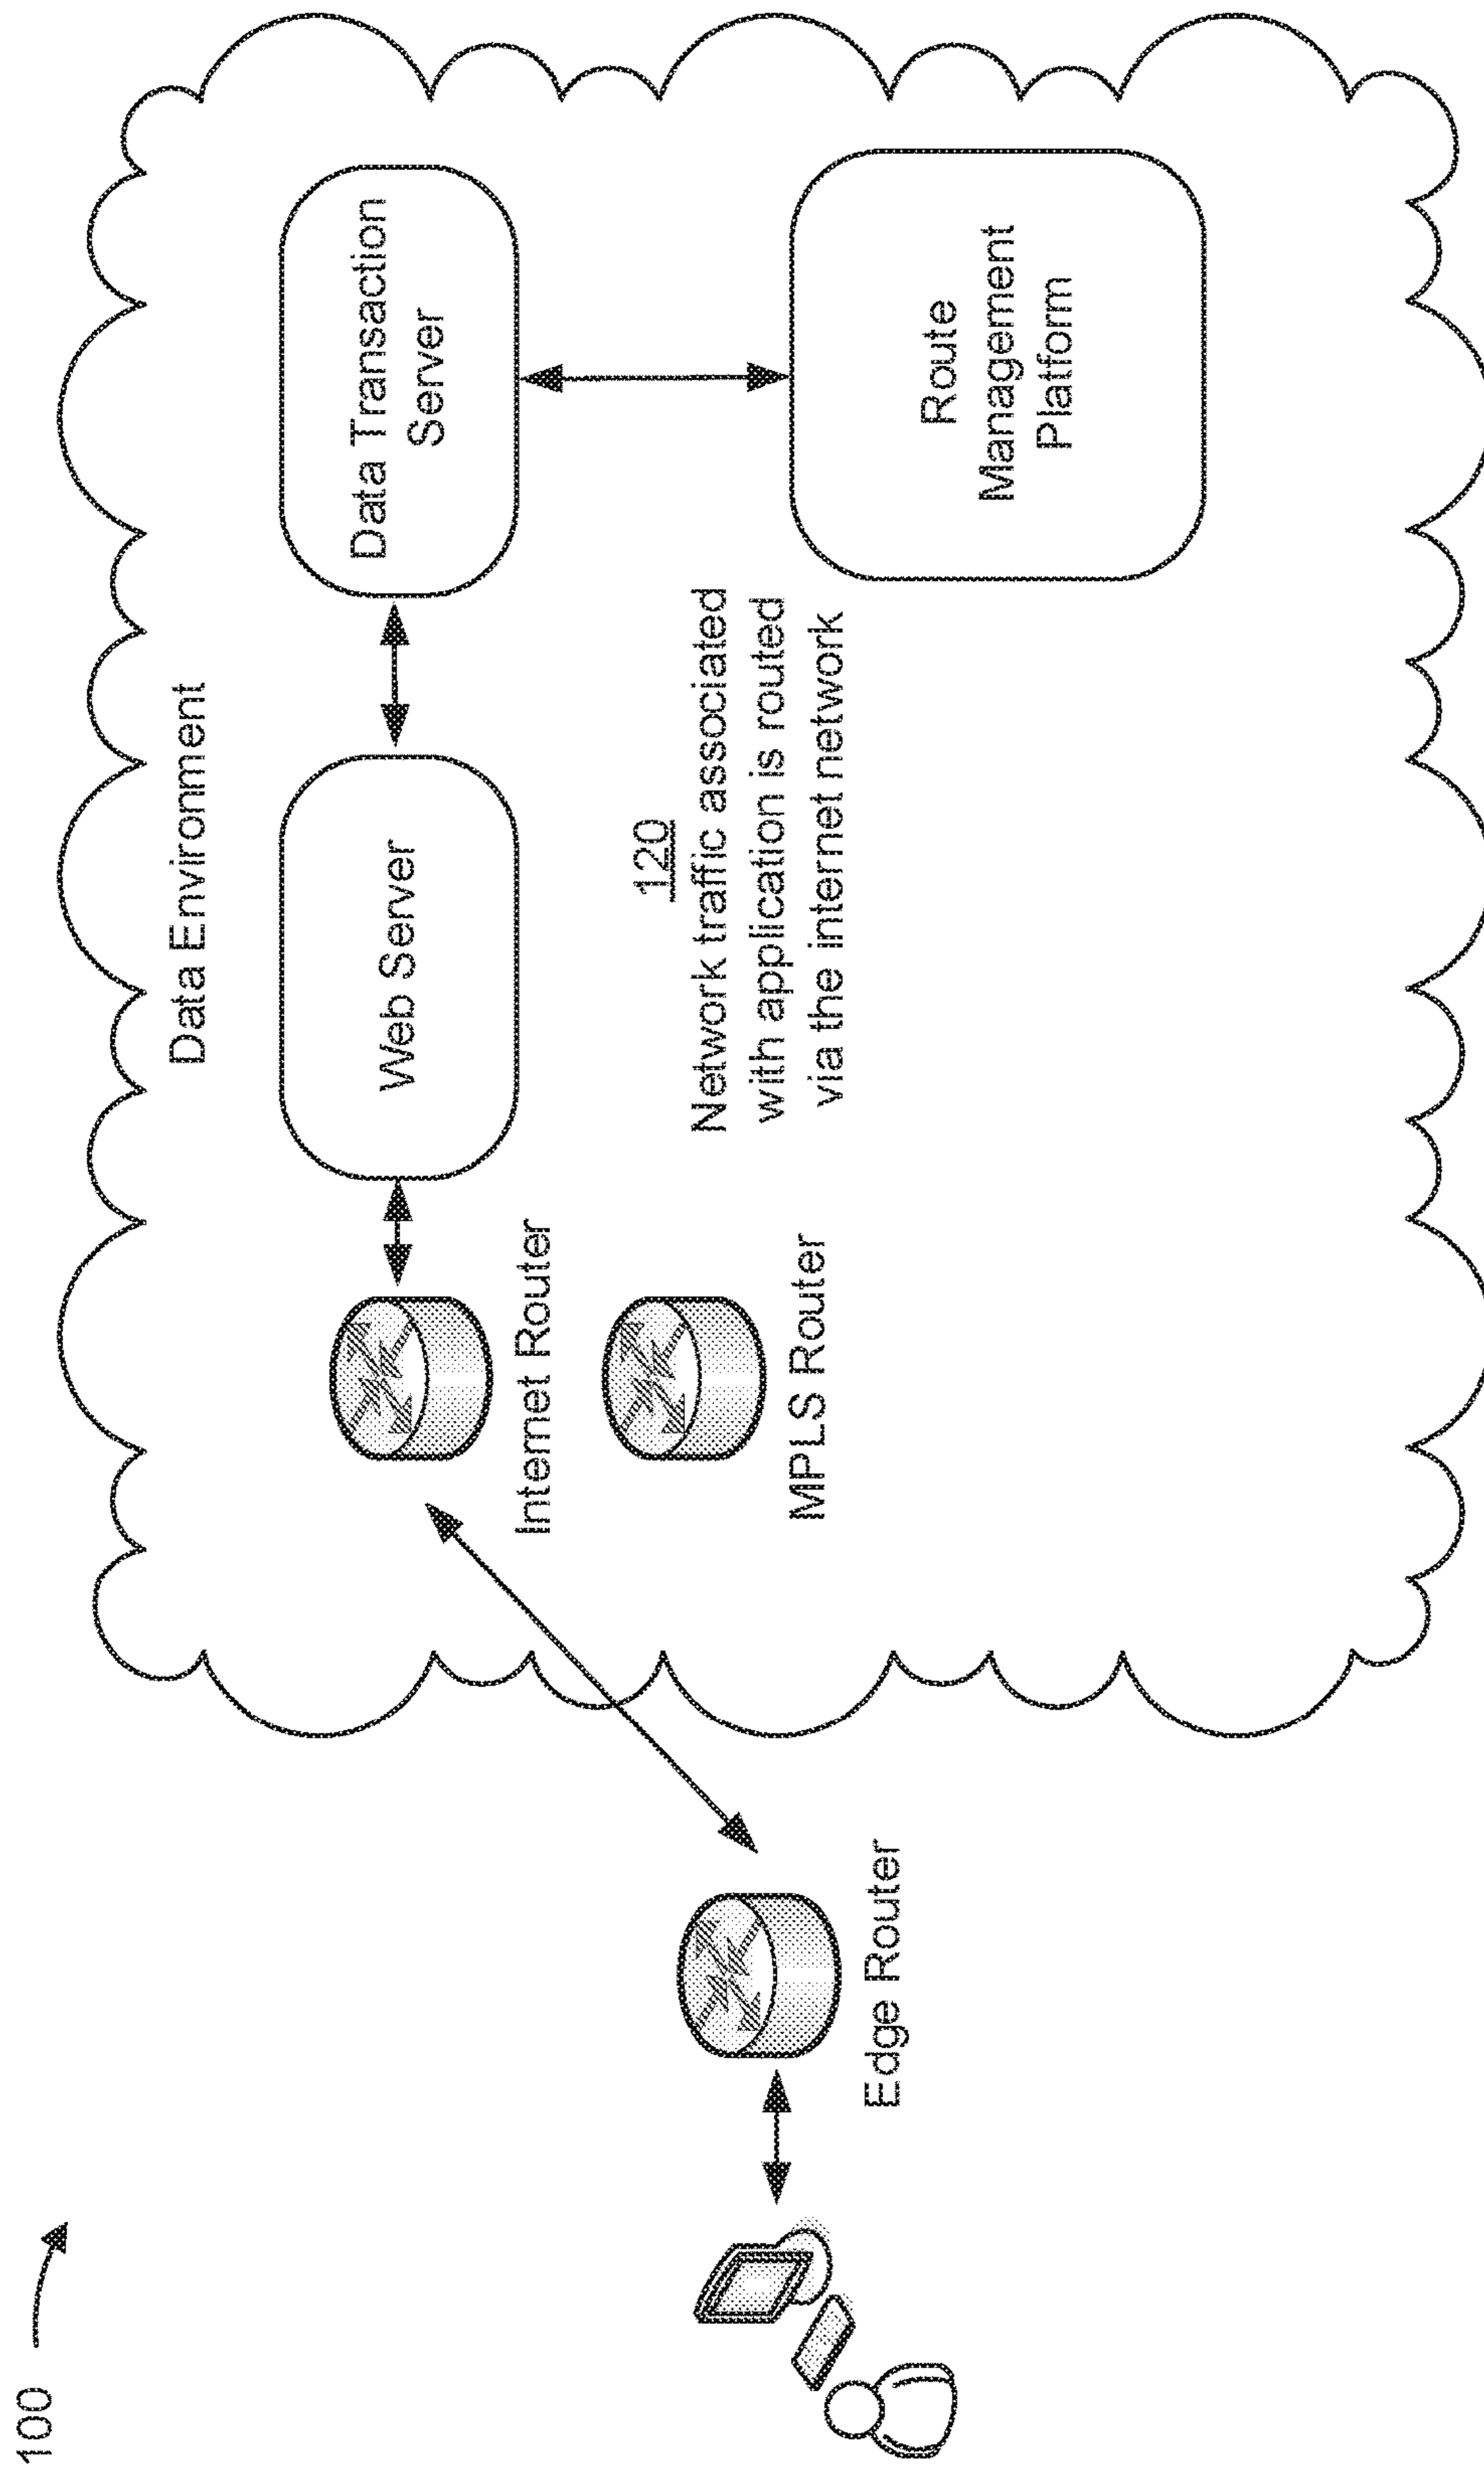 100
Data Environment
Web Server
Data Transaction
Server
Internet Router
120
Network traffic associated
with application is routed
via the internet network
MPLS Router
Edge Router
Route
Management
Platform